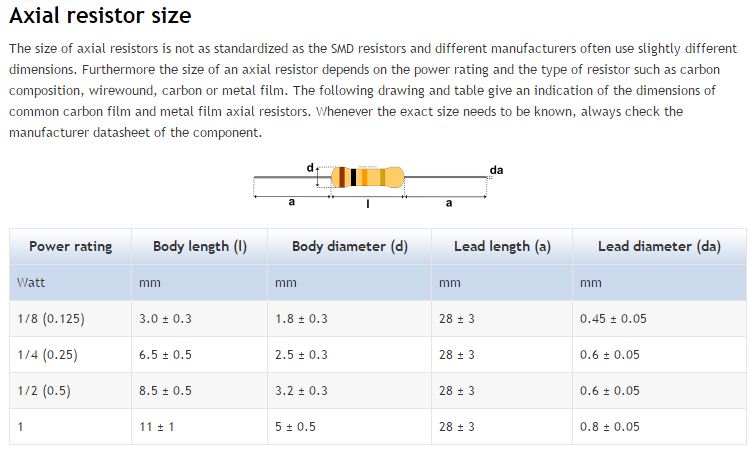 Axial resistor size
The size of axial resistors is not as standardized as the SMD resistors and different manufacturers often use slightly different
dimensions. Furthermore the size of an axial resistor depends on the power rating and the type of resistor such as carbon
composition, wirewound, carbon or metal film. The following drawing and table give an indication of the dimensions of
common carbon film and metal film axial resistors. Whenever the exact size needs to be known, always check the
manufacturer datasheet of the component.
d
da
a
l
a
Power rating Body length (l) Body diameter (d) Lead length (a) Lead diameter (da)
Watt mm mm mm mm
1/8 (0.125) 3.0 ± 0.3 1.8 ± 0.3 28 ± 3 0.45 ± 0.05
1/4 (0.25) 6.5 ± 0.5 2.5 ± 0.3 28 ± 3 0.6 ± 0.05
1/2 (0.5) 8.5 ± 0.5 3.2 ± 0.3 28 ± 3 0.6 ± 0.05
1 11 ± 1 5 ± 0.5 28 ± 3 0.8 ± 0.05